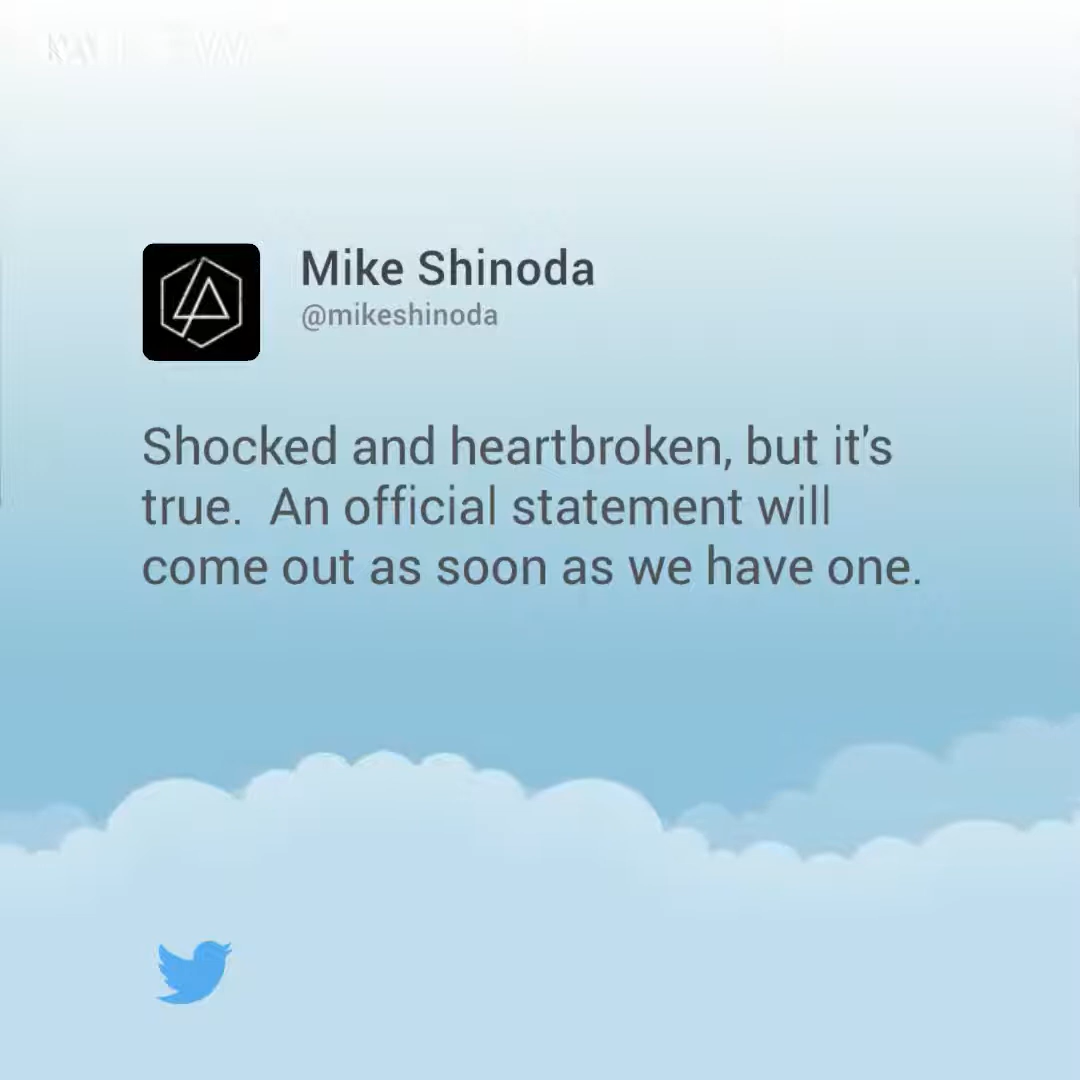 Mike Shinoda
@mikeshinoda
Shocked and heartbroken, but it's
true.  An official statement will
come out as soon as we have one.